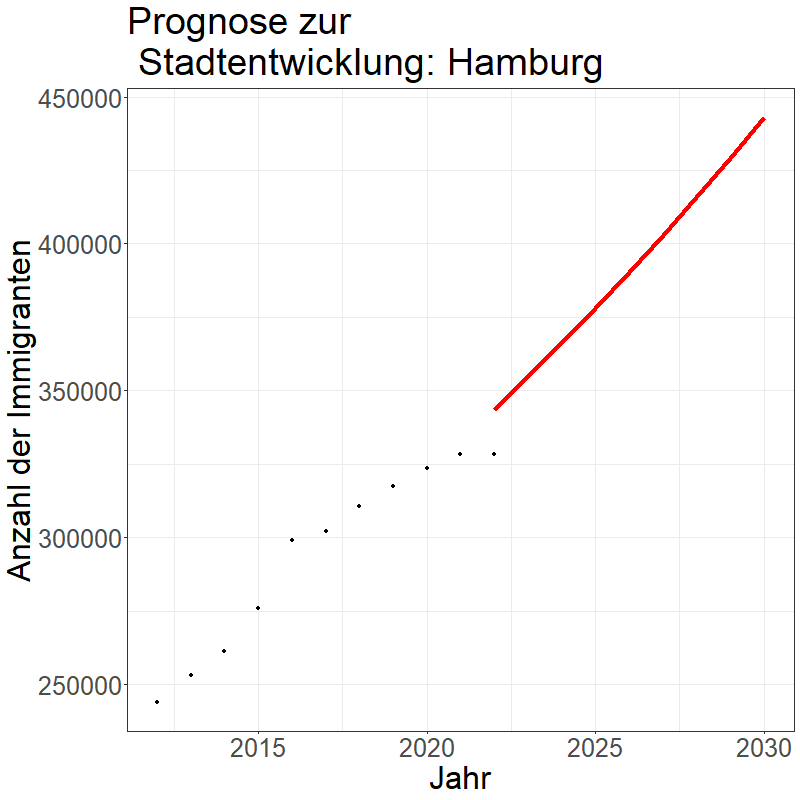 Prognose zur
Stadtentwicklung: Hamburg
450000
400000
350000
300000
250000
Anzahl der Immigranten
2015
2020
2025
2030
Jahr